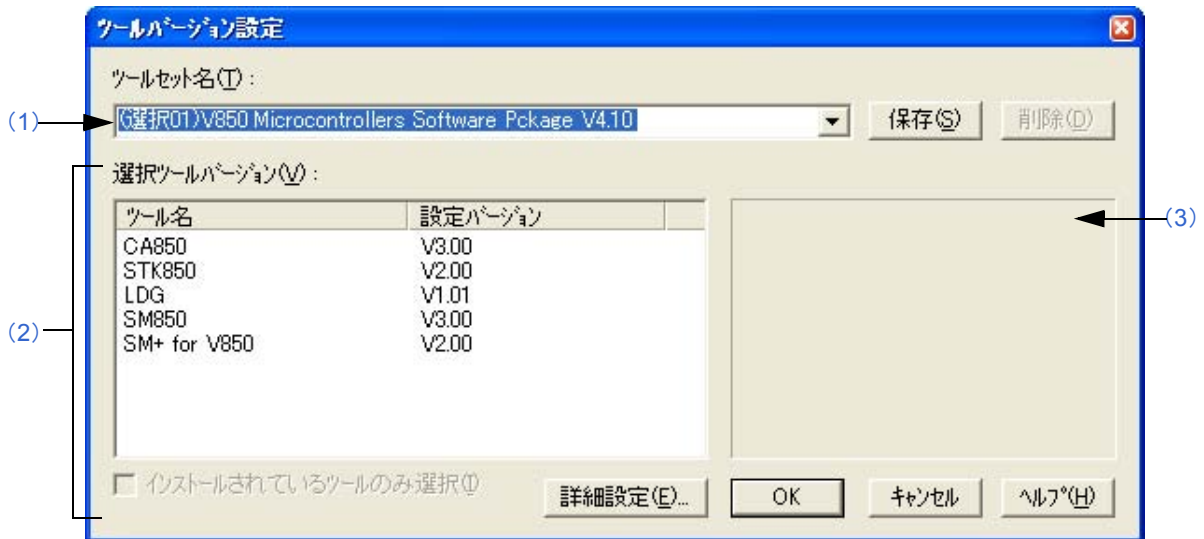 ツールバージョン設定
ツールセット名(T) :
(1)
(選択01)V850 Microcontrollers Software Pckage V4.10
保存(S)
削除(D)
選択ツールバージョン(V) :
ツール名 設定バージョン
CA850 V3.00
STK850 V2.00
LDG V1.01
SM850 V3.00
SM+ for V850 V2.00
(2)
(3)
インストールされているツールのみ選択(I)
詳細設定(E)...
OK
キャンセル
ヘルプ(H)